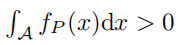 ∫_𝒜 f_P(x)dx > 0